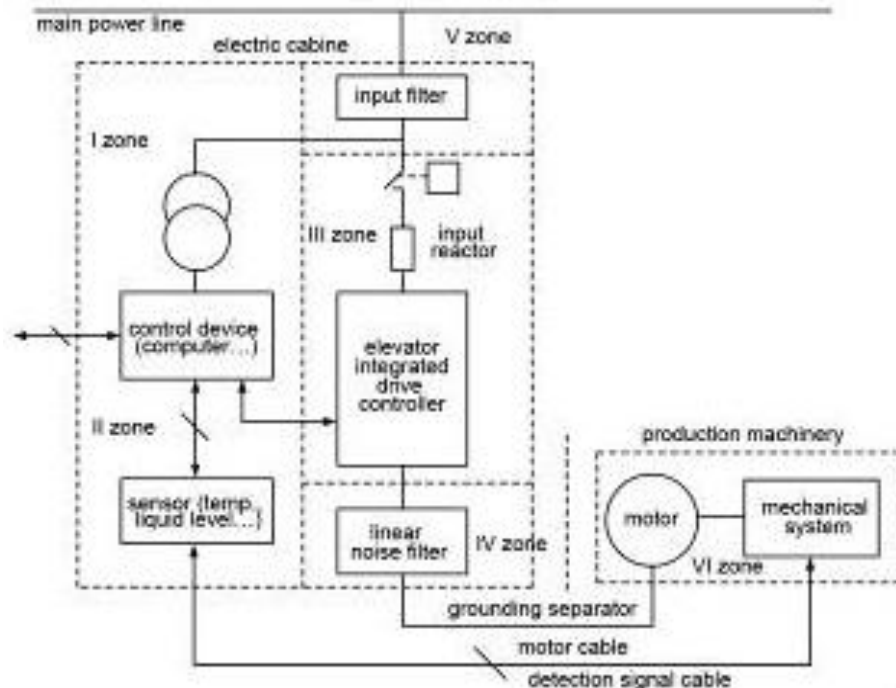 main power line
electric cabine
V zone
input filter
I zone
III zone
input
reactor
control device
(computer...)
elevator
integrated
drive
controller
II zone
production machinery
sensor (temp
liquid level...)
linear
noise filter
IV zone
motor
mechanical
system
VI zone
grounding separator
motor cable
detection signal cable